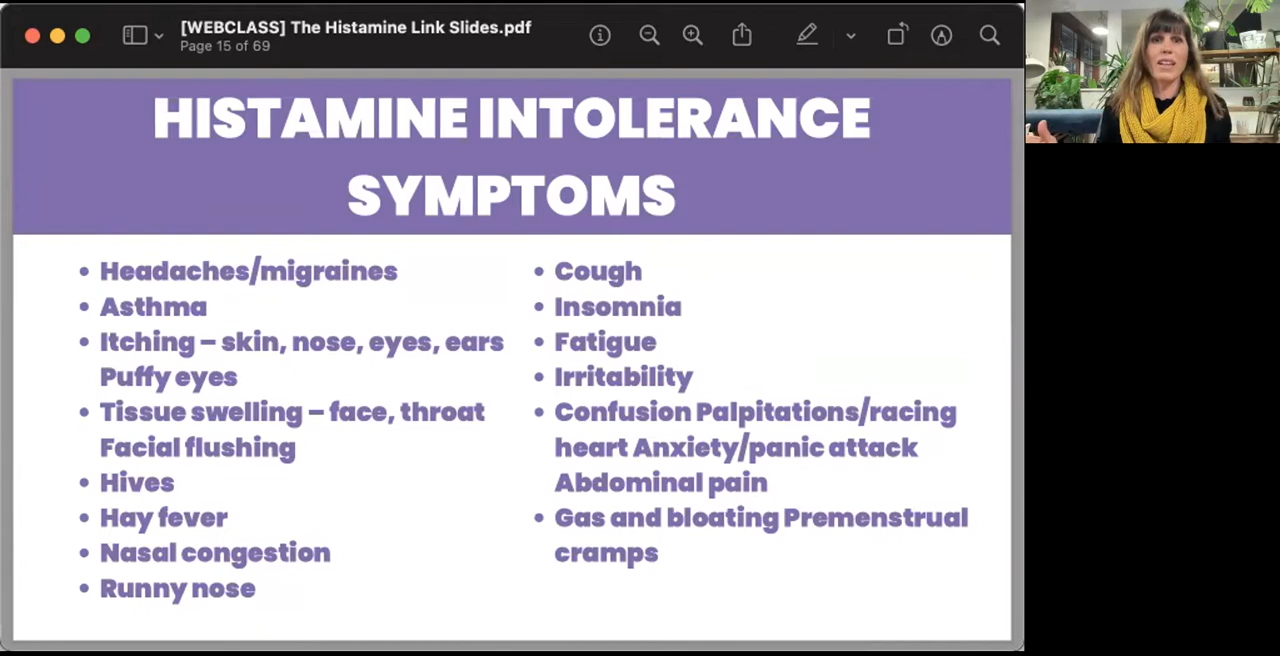 [WEBCLASS] The Histamine Link Slides.pdf
Page 15 of 69
HISTAMINE INTOLERANCE
SYMPTOMS
• Headaches/migraines
• Asthma
• Itching – skin, nose, eyes, ears
Puffy eyes
• Tissue swelling – face, throat
Facial flushing
• Hives
• Hay fever
• Nasal congestion
• Runny nose
• Cough
• Insomnia
• Fatigue
• Irritability
• Confusion Palpitations/racing
heart Anxiety/panic attack
Abdominal pain
• Gas and bloating Premenstrual
cramps